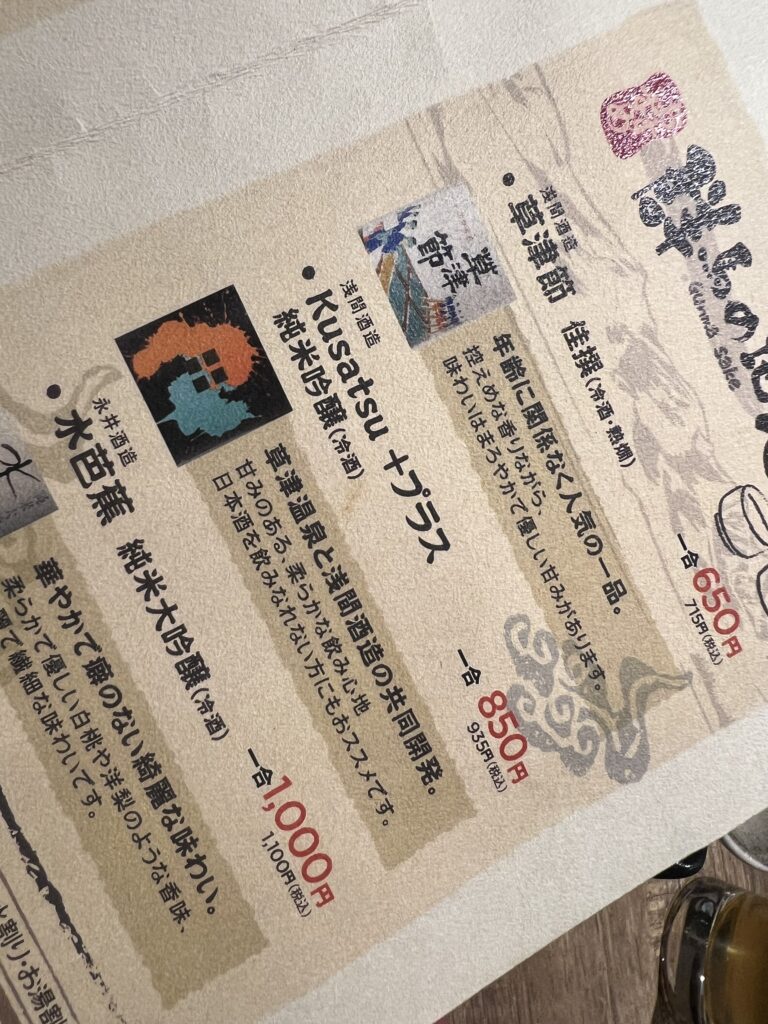 群馬の地
Gunma Sake
浅間酒造
● 草津節 佳撰(冷酒・熱燗)
草津節
年齢に関係なく人気の一品。
控えめな香りながら、
味わいはまろやかで優しい甘みがあります。
一合 650円
715円(税込)
浅間酒造
● Kusatsu +プラス
純米吟醸(冷酒)
草津温泉と浅間酒造の共同開発。
甘みのある、柔らかな飲み心地
日本酒を飲みなれない方にもおススメです。
一合 850円
935円(税込)
永井酒造
● 水芭蕉 純米大吟醸(冷酒)
水
華やかで癖のない綺麗な味わい。
柔らかで優しい白桃や洋梨のような香味、
で繊細な味わいです。
一合 1,000円
1,100円(税込)
割り・お湯割